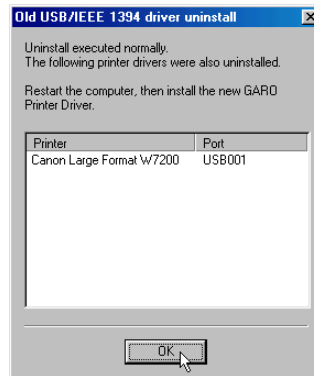 Old USB/IEEE 1394 driver uninstall
Uninstall executed normally.
The following printer drivers were also uninstalled.
Restart the computer, then install the new GARO
Printer Driver.
Printer Port
Canon Large Format W7200 USB001
OK